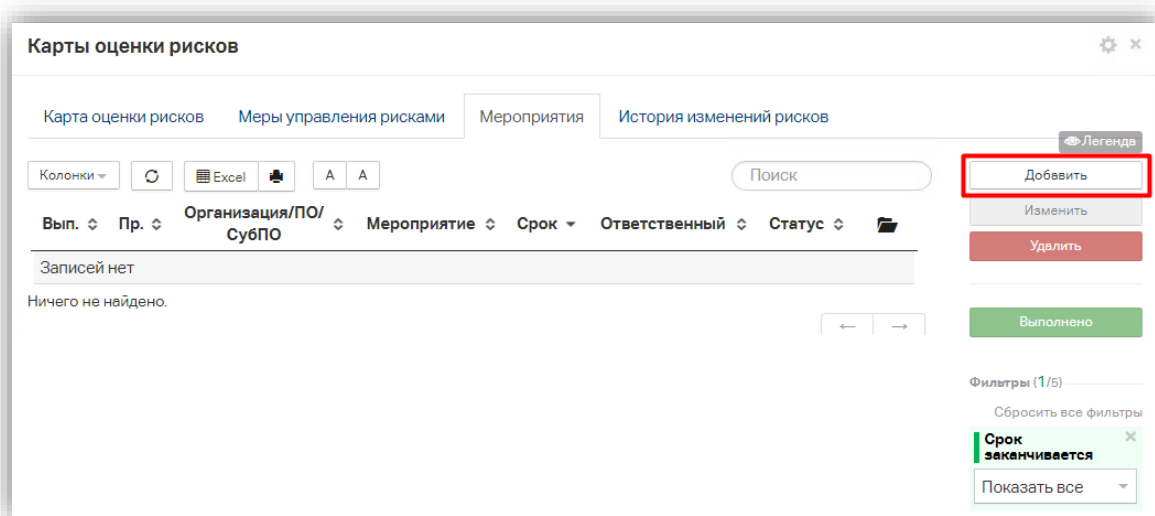 Карты оценки рисков
Карта оценки рисков Меры управления рисками Мероприятия История изменений рисков
Легенда
Колонки Excel А А Поиск Добавить
Изменить
Вып. Пр. Организация/ПО/ СубПО Мероприятие Срок Ответственный Статус
Удалить
Записей нет
Ничего не найдено.
← → Выполнено
Фильтры (1/5)
Сбросить все фильтры
Срок
заканчивается
Показать все